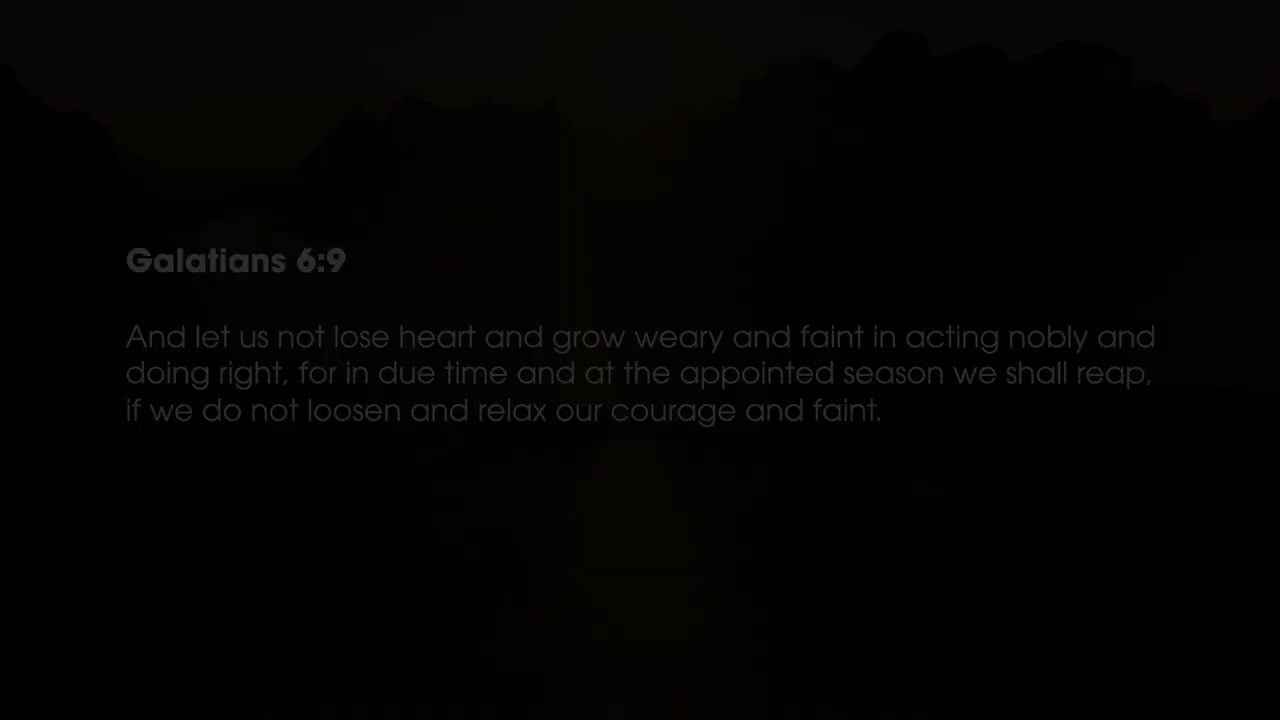 Galatians 6:9
And let us not lose heart and grow weary and faint in acting nobly and
doing right, for in due time and at the appointed season we shall reap,
if we do not loosen and relax our courage and faint.